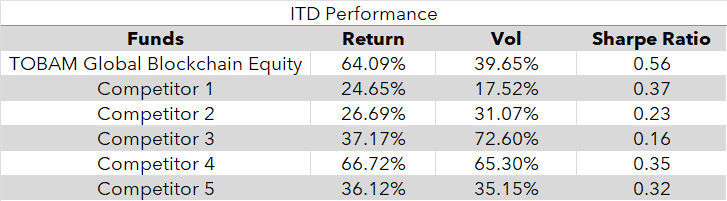 ITD Performance
Funds Return Vol Sharpe Ratio
TOBAM Global Blockchain Equity 64.09% 39.65% 0.56
Competitor 1 24.65% 17.52% 0.37
Competitor 2 26.69% 31.07% 0.23
Competitor 3 37.17% 72.60% 0.16
Competitor 4 66.72% 65.30% 0.35
Competitor 5 36.12% 35.15% 0.32